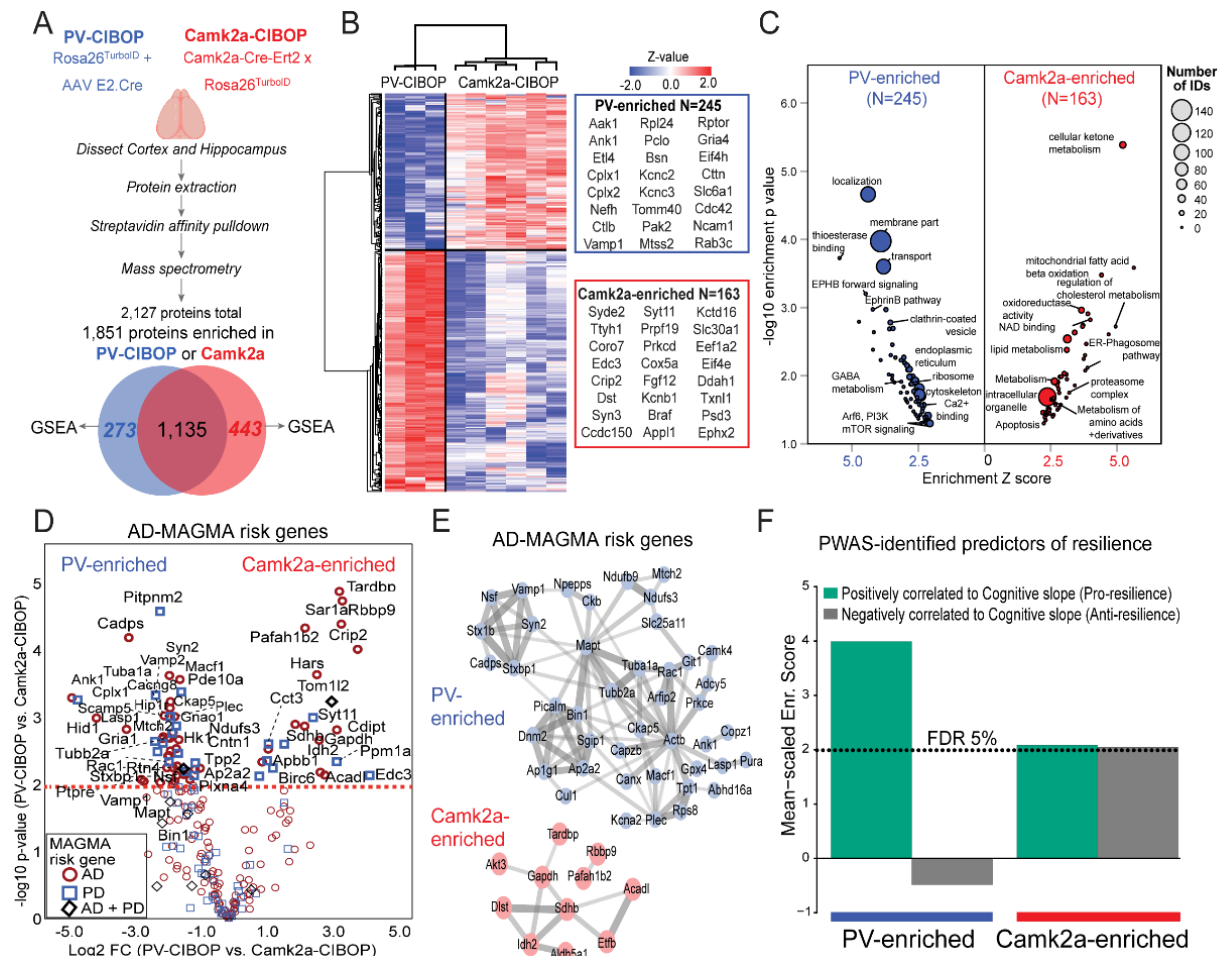 A
PV-CIBOP
Rosa26TurboID +
AAV E2.Cre
Camk2a-CIBOP
Camk2a-Cre-Ert2 x
Rosa26TurboID
Dissect Cortex and Hippocampus
Protein extraction
Streptavidin affinity pulldown
Mass spectrometry
2,127 proteins total
1,851 proteins enriched in
PV-CIBOP or Camk2a
GSEA 273 1,135 443 GSEA
B
Z-value
-2.0 0.0 2.0
PV-CIBOP Camk2a-CIBOP
PV-enriched N=245
Aak1 Rpl24 Rptor
Ank1 Pclo Gria4
Etl4 Bsn Eif4h
Cplx1 Kcnc2 Cttn
Cplx2 Kcnc3 Slc6a1
Nefh Tomm40 Cdc42
Ctlb Pak2 Ncam1
Vamp1 Mtss2 Rab3c
Camk2a-enriched N=163
Syde2 Syt11 Kctd16
Ttyh1 Prpf19 Slc30a1
Coro7 Prkcd Eef1a2
Edc3 Cox5a Eif4e
Crip2 Fgf12 Ddah1
Dst Kcnb1 Txnl1
Syn3 Braf Psd3
Ccdc150 Appl1 Ephx2
C
PV-enriched
(N=245)
Camk2a-enriched
(N=163)
Number
of IDs
140
120
100
80
60
40
20
0
-log10 enrichment p value
6.0
5.0
4.0
3.0
2.0
1.0
cellular ketone
metabolism
localization
membrane part
thioesterase
binding
transport
EPHB forward signaling
EphrinB pathway
clathrin-coated
vesicle
endoplasmic
reticulum
GABA
metabolism
ribosome
cytoskeleton
Ca2+
binding
Arf6, PI3K
mTOR signaling
mitochondrial fatty acid
beta oxidation
regulation of
cholesterol metabolism
oxidoreductase
activity
NAD binding
lipid metabolism
ER-Phagosome
pathway
Metabolism
proteasome
complex
intracellular
organelle
Metabolism of
amino acids
+derivatives
Apoptosis
5.0 2.5 0 2.5 5.0
Enrichment Z score
D
AD-MAGMA risk genes
PV-enriched Camk2a-enriched
-log10 p-value (PV-CIBOP vs. Camk2a-CIBOP)
5
4
3
2
1
0
Pitpnm2
Cadps
Syn2
Vamp2
Tuba1a
Macf1
Cacng8
Pde10a
Ank1
Cplx1
Scamp5
Hip1r
Ckap5
Plec
Lasp1
Gnao1
Hid1
Mtch2
Ndufs3
Gria1
Hk1
Cntn1
Tubb2a
Tpp2
Rac1
Rtn4
Ap2a2
Stxbp1
Nsf
Plxna4
Ptpre
Vamp1
Mapt
Bin1
Tardbp
Sar1a
Rbbp9
Pafah1b2
Crip2
Hars
Tom1l2
Cct3
Syt11
Cdipt
Sdhb
Gapdh
Idh2
Ppm1a
Appb1
Birc6
Acadl
Edc3
MAGMA
risk gene
AD
PD
AD + PD
-5.0 -3.0 -1.0 1.0 3.0 5.0
Log2 FC (PV-CIBOP vs. Camk2a-CIBOP)
E
AD-MAGMA risk genes
PV-
enriched
Nsf
Vamp1
Npepps
Ckb
Ndufb9
Mtch2
Ndufs3
Stx1b
Syn2
Slc25a11
Cadps
Stxbp1
Mapt
Tuba1a
Rac1
Git1
Camk4
Tubb2a
Arfip2
Adcy5
Prkce
Picalm
Bin1
Dnm2
Sgip1
Ckap5
Actb
Copz1
Ank1
Capzb
Ap1g1
Ap2a2
Canx
Macf1
Gpx4
Lasp1
Pura
Tpt1
Abhd16a
Cul1
Rps8
Kcna2
Plec
Camk2a-
enriched
Tardbp
Rbbp9
Akt3
Gapdh
Pafah1b2
Acadl
Dlst
Sdhb
Idh2
Aldh5a1
Etfb
F
PWAS-identified predictors of resilience
Positively correlated to Cognitive slope (Pro-resilience)
Negatively correlated to Cognitive slope (Anti-resilience)
Mean-scaled Enr. Score
5
4
3
2
1
0
-1
FDR 5%
PV-enriched Camk2a-enriched